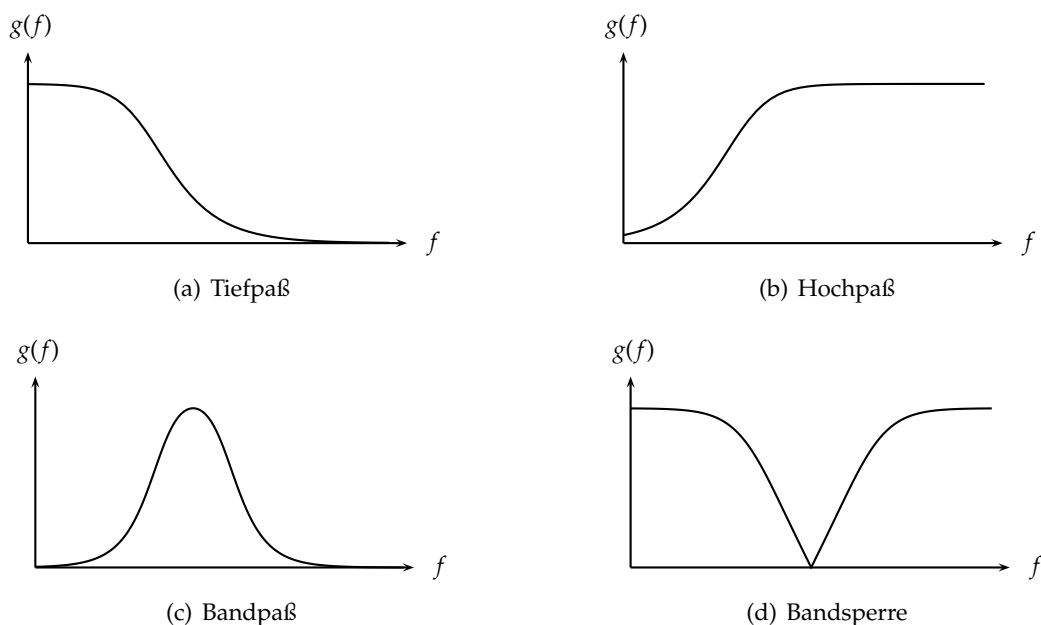 g(f)
f
(a) Tiefpaß
g(f)
f
(b) Hochpaß
g(f)
f
(c) Bandpaß
g(f)
f
(d) Bandsperre